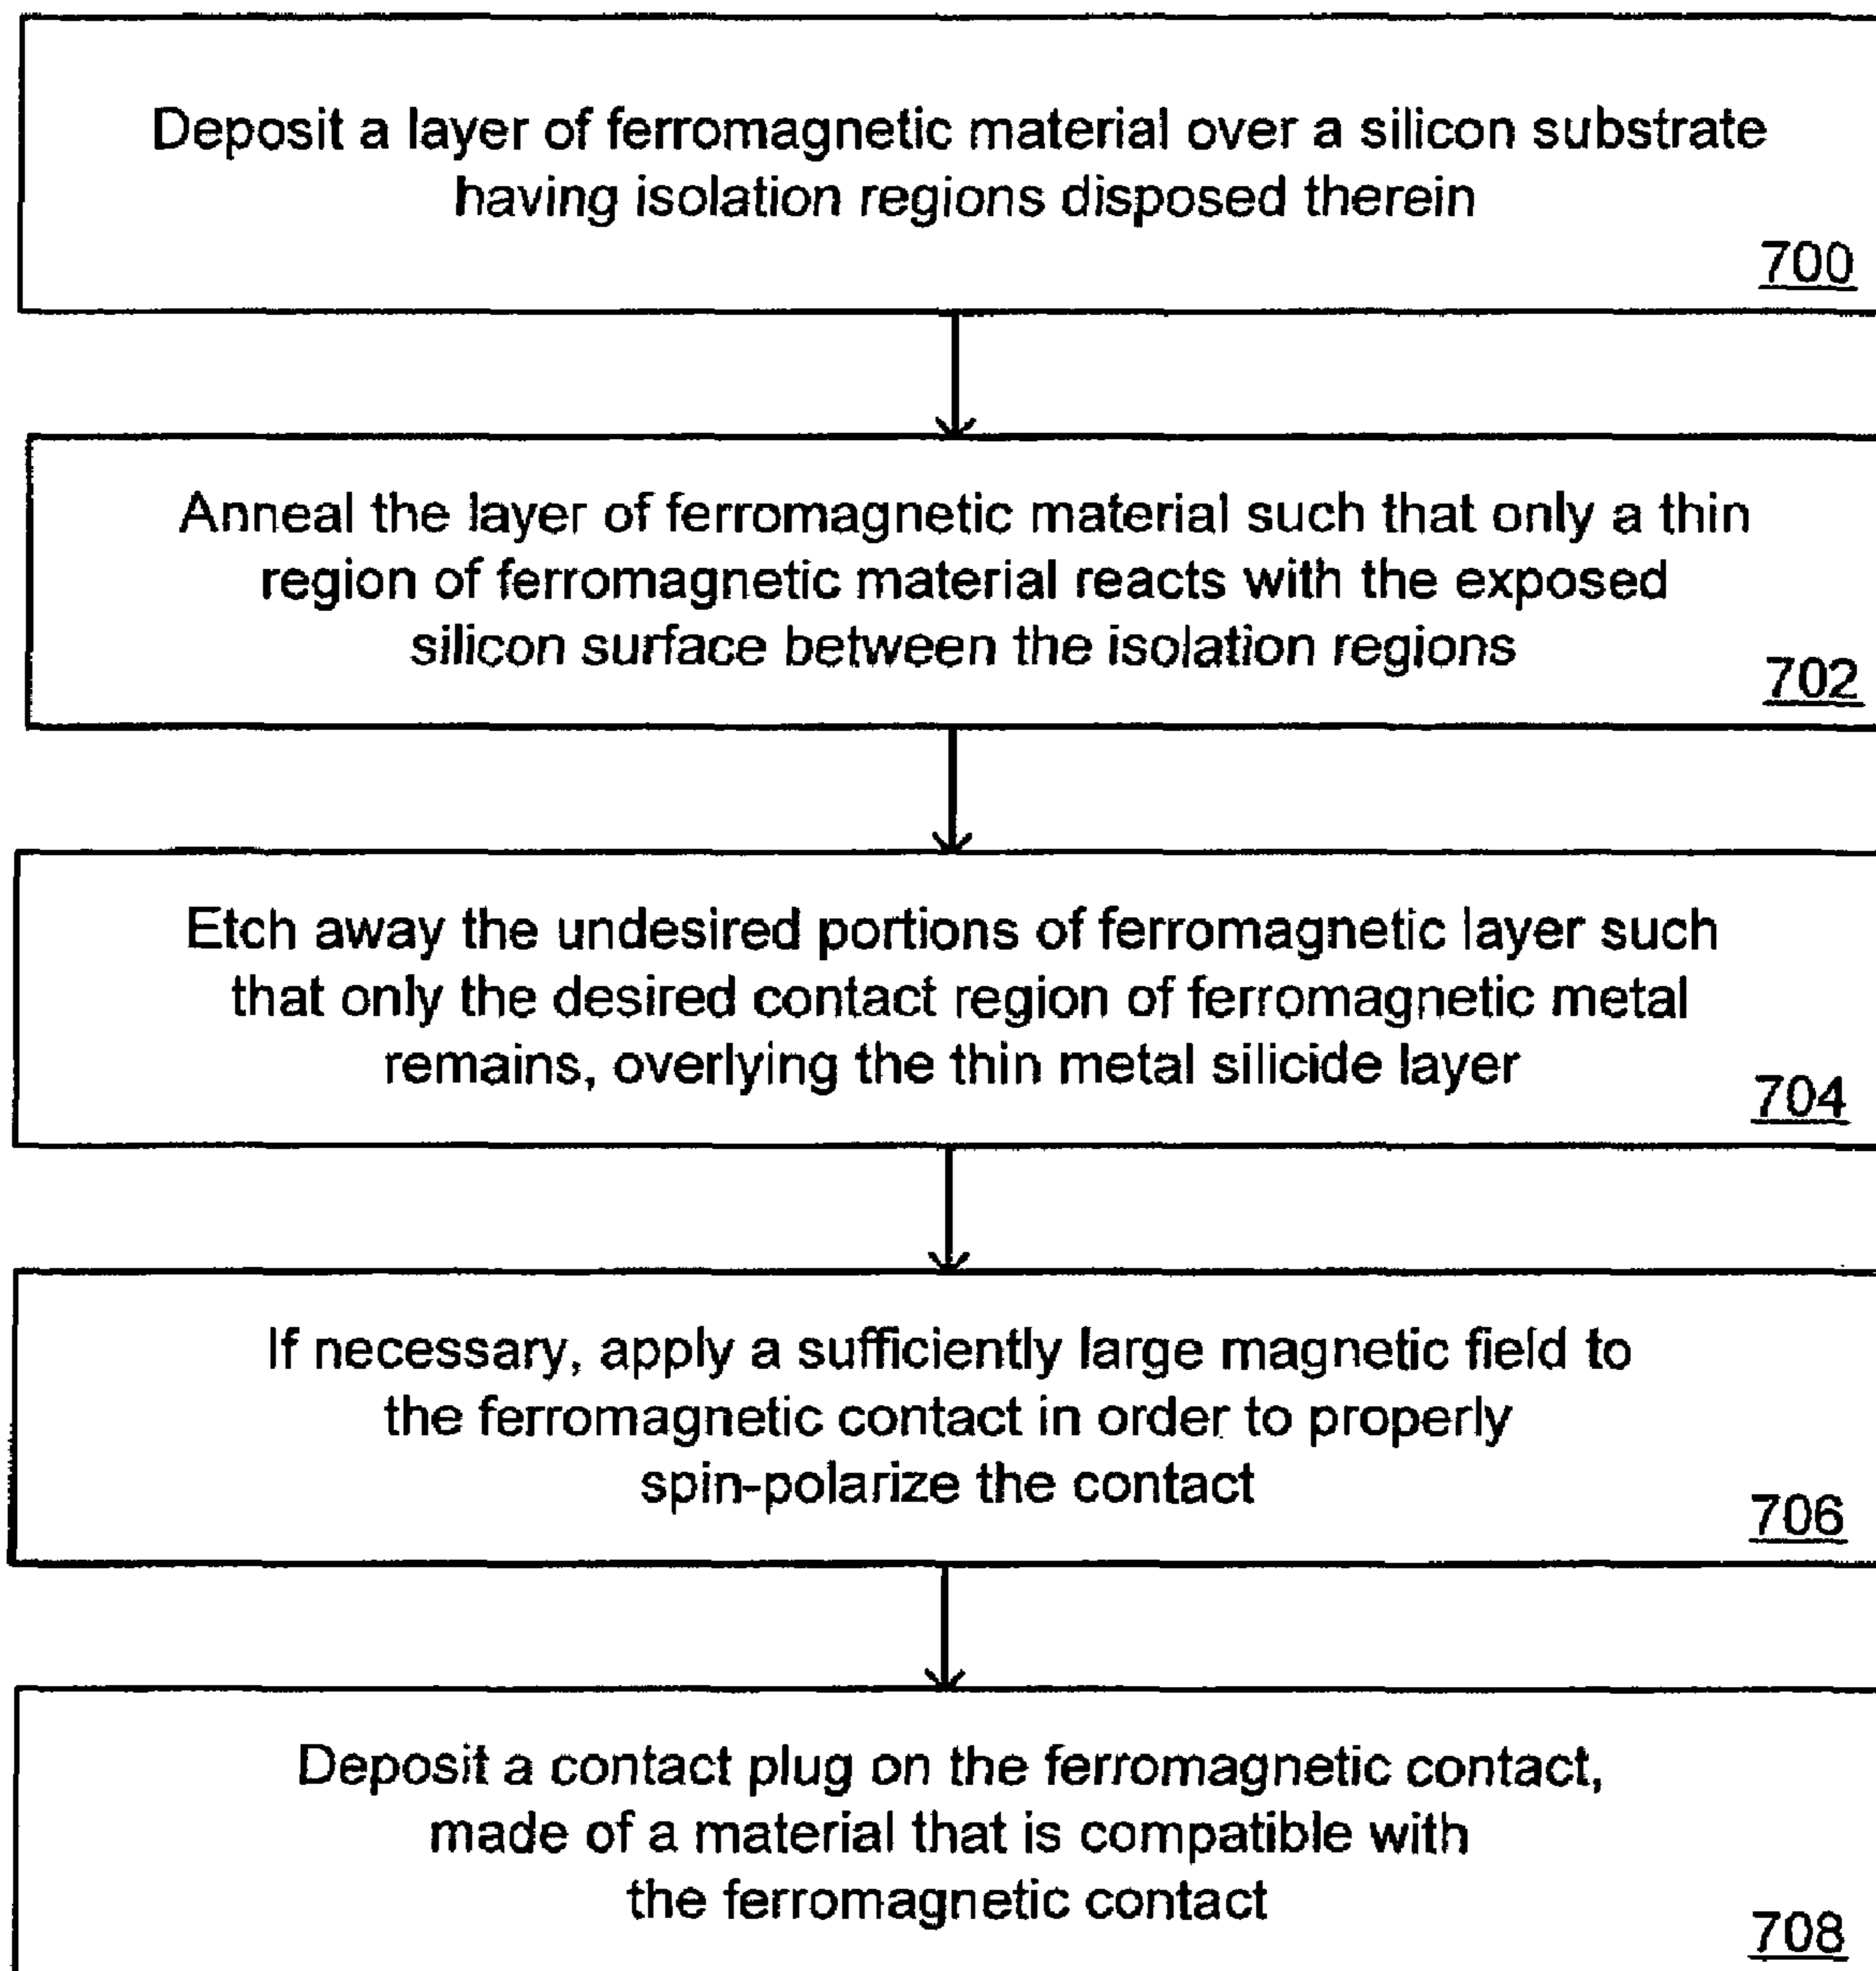 Deposit a layer of ferromagnetic material over a silicon substrate
having isolation regions disposed therein
700
Anneal the layer of ferromagnetic material such that only a thin
region of ferromagnetic material reacts with the exposed
silicon surface between the isolation regions
702
Etch away the undesired portions of ferromagnetic layer such
that only the desired contact region of ferromagnetic metal
remains, overlying the thin metal silicide layer
704
If necessary, apply a sufficiently large magnetic field to
the ferromagnetic contact in order to properly
spin-polarize the contact
706
Deposit a contact plug on the ferromagnetic contact,
made of a material that is compatible with
the ferromagnetic contact
708